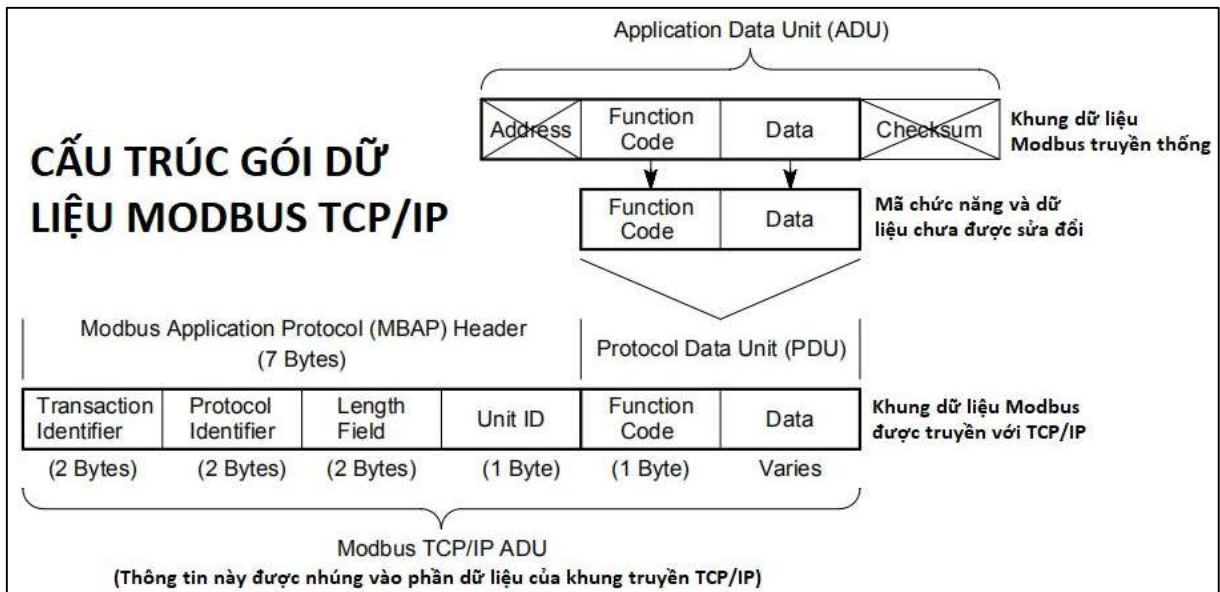 Application Data Unit (ADU)
Address
Function
Code
Data
Checksum
Khung dữ liệu
Modbus truyền thống
CẤU TRÚC GÓI DỮ
LIỆU MODBUS TCP/IP
Function
Code
Data
Mã chức năng và dữ
liệu chưa được sửa đổi
Modbus Application Protocol (MBAP) Header
(7 Bytes)
Protocol Data Unit (PDU)
Transaction
Identifier
Protocol
Identifier
Length
Field
Unit ID
Function
Code
Data
Khung dữ liệu Modbus
được truyền với TCP/IP
(2 Bytes)
(2 Bytes)
(2 Bytes)
(1 Byte)
(1 Byte)
Varies
Modbus TCP/IP ADU
(Thông tin này được nhúng vào phần dữ liệu của khung truyền TCP/IP)